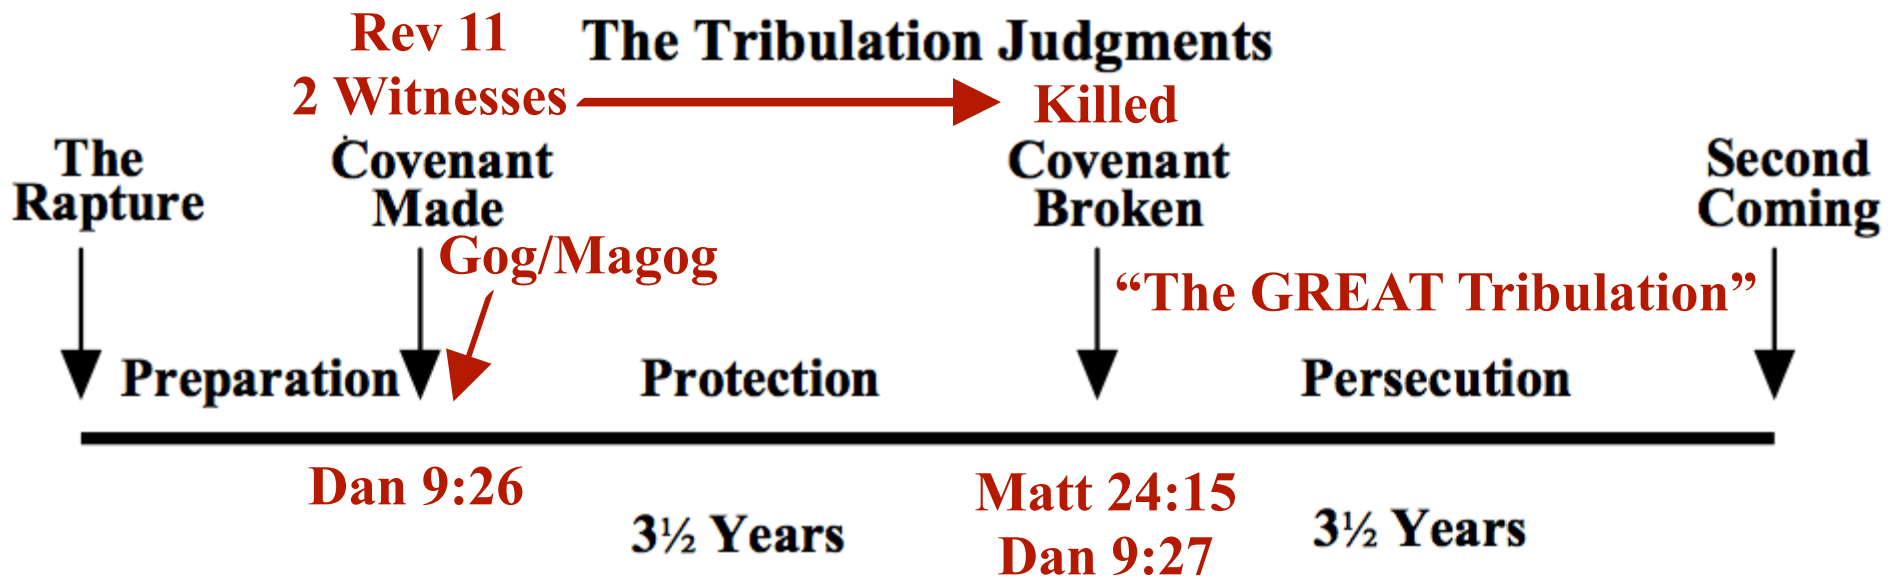 Rev 11
The Tribulation Judgments
2 Witnesses
Killed
The
Rapture
Covenant
Made
Covenant
Broken
Second
Coming
Gog/Magog
“The GREAT Tribulation”
Preparation
Protection
Persecution
Dan 9:26
Matt 24:15
Dan 9:27
3½ Years
3½ Years